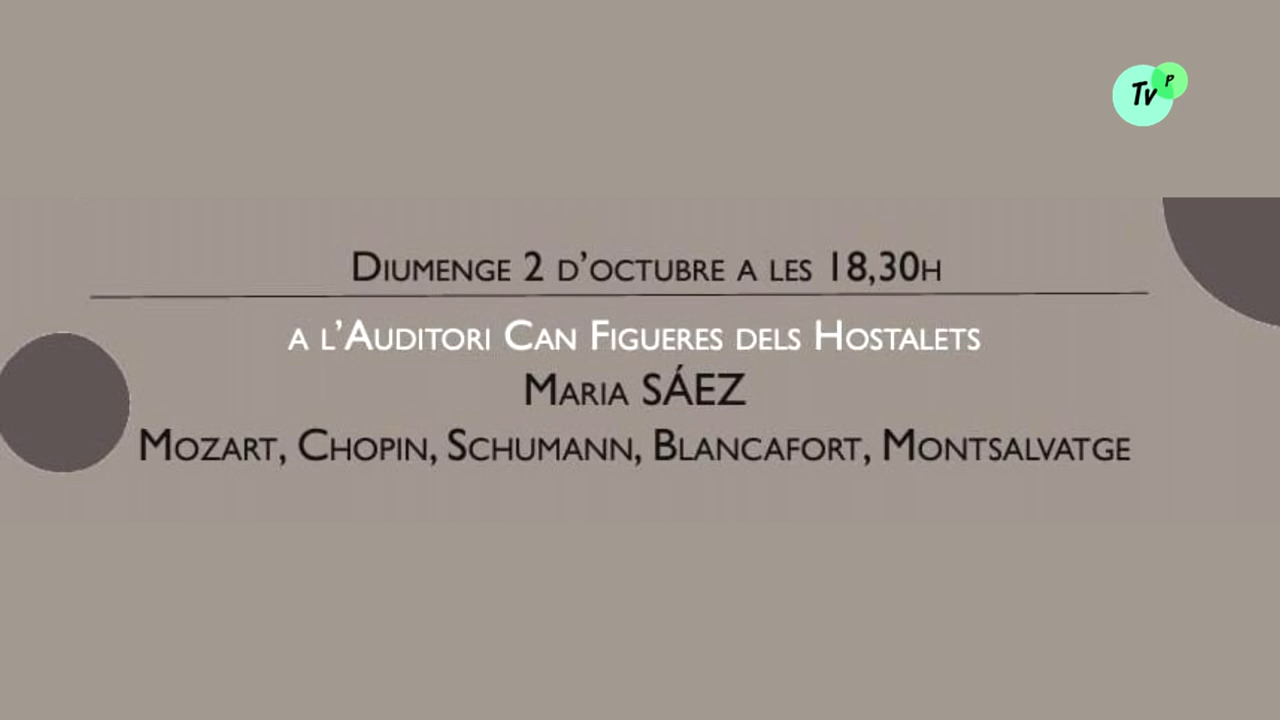 Tv P
Diumenge 2 d'octubre a les 18,30h
a l'Auditori Can Figueres dels Hostalets
Maria SÁEZ
Mozart, Chopin, Schumann, Blancafort, Montsalvatge